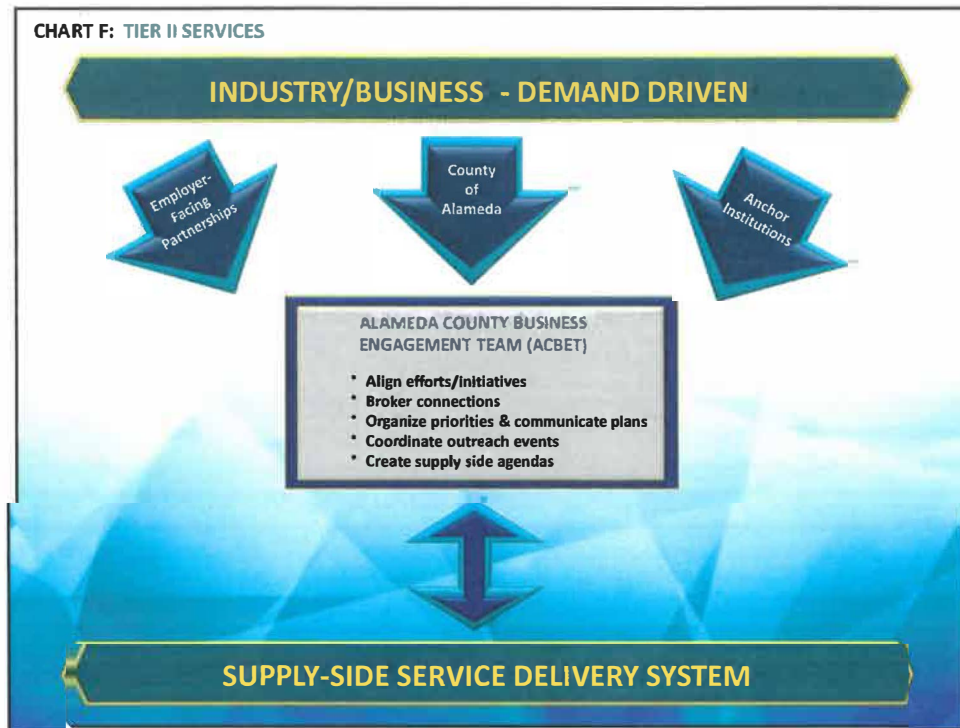 CHART F: TIER II SERVICES
INDUSTRY/BUSINESS - DEMAND DRIVEN
Employer-
Facing
Partnerships
County
of
Alameda
Anchor
Institutions
ALAMEDA COUNTY BUSINESS
ENGAGEMENT TEAM (ACBET)
* Align efforts/initiatives
* Broker connections
* Organize priorities & communicate plans
* Coordinate outreach events
* Create supply side agendas
SUPPLY-SIDE SERVICE DELIVERY SYSTEM